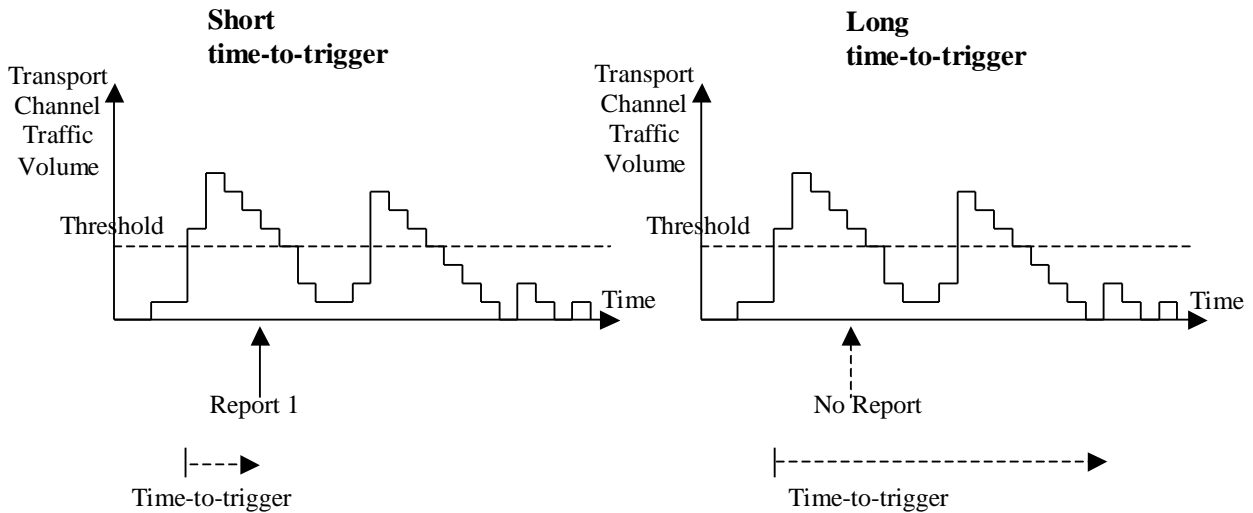 Short
time-to-trigger
Transport
Channel
Traffic
Volume
Threshold
Time
Report 1
Time-to-trigger
Long
time-to-trigger
Transport
Channel
Traffic
Volume
Threshold
Time
No Report
Time-to-trigger